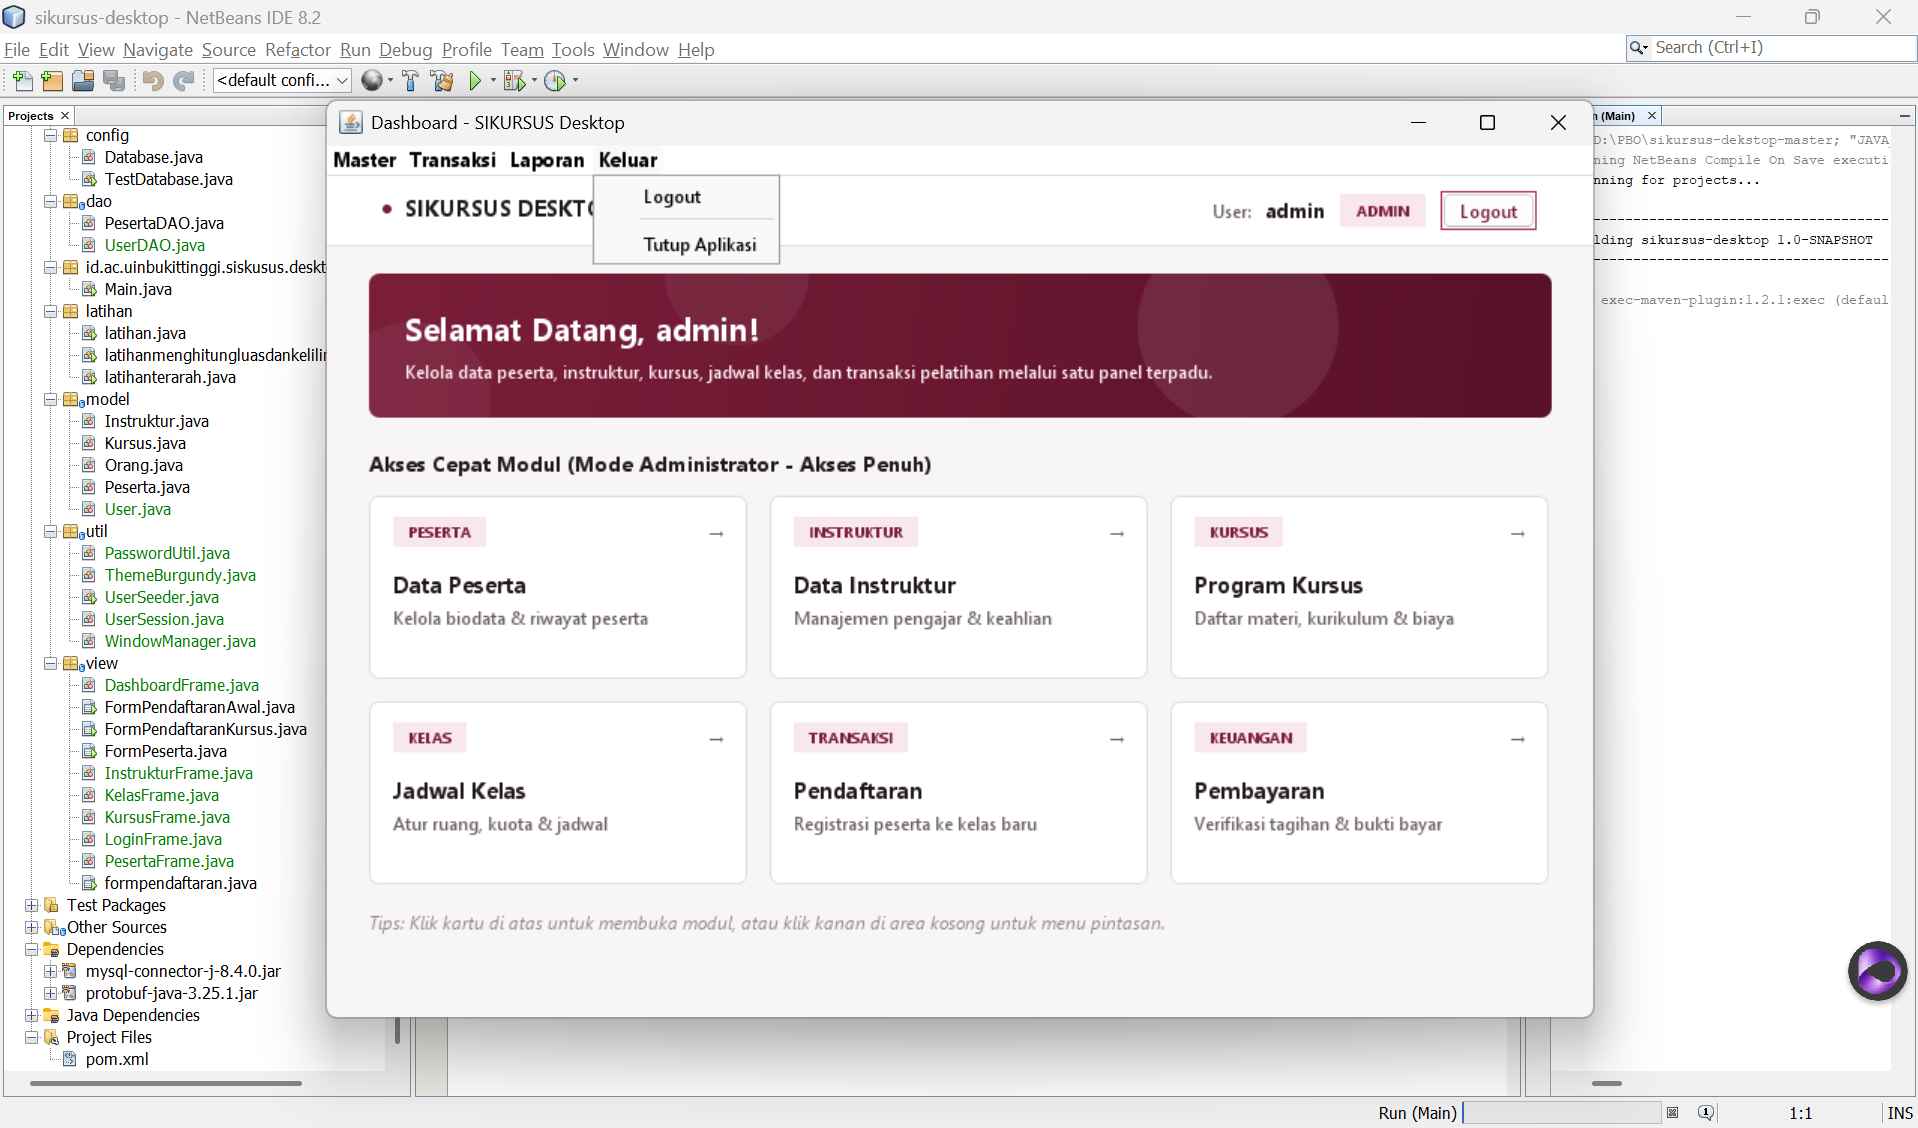 sikursus-desktop - NetBeans IDE 8.2
File Edit View Navigate Source Refactor Run Debug Profile Team Tools Window Help
Search (Ctrl+I)
<default confi...
Projects
config
Database.java
TestDatabase.java
dao
PesertaDAO.java
UserDAO.java
id.ac.uinbukittinggi.siskusus.deskt
Main.java
latihan
latihan.java
latihanmenghitungluasdankelilin
latihanterarah.java
model
Instruktur.java
Kursus.java
Orang.java
Peserta.java
User.java
util
PasswordUtil.java
ThemeBurgundy.java
UserSeeder.java
UserSession.java
WindowManager.java
view
DashboardFrame.java
FormPendaftaranAwal.java
FormPendaftaranKursus.java
FormPeserta.java
InstrukturFrame.java
KelasFrame.java
KursusFrame.java
LoginFrame.java
PesertaFrame.java
formpendaftaran.java
Test Packages
Other Sources
Dependencies
mysql-connector-j-8.4.0.jar
protobuf-java-3.25.1.jar
Java Dependencies
Project Files
pom.xml
Dashboard - SIKURSUS Desktop
Master Transaksi Laporan Keluar
Logout
Tutup Aplikasi
SIKURSUS DESKTO
User: admin ADMIN Logout
Selamat Datang, admin!
Kelola data peserta, instruktur, kursus, jadwal kelas, dan transaksi pelatihan melalui satu panel terpadu.
Akses Cepat Modul (Mode Administrator - Akses Penuh)
PESERTA →
Data Peserta
Kelola biodata & riwayat peserta
INSTRUKTUR →
Data Instruktur
Manajemen pengajar & keahlian
KURSUS →
Program Kursus
Daftar materi, kurikulum & biaya
KELAS →
Jadwal Kelas
Atur ruang, kuota & jadwal
TRANSAKSI →
Pendaftaran
Registrasi peserta ke kelas baru
KEUANGAN →
Pembayaran
Verifikasi tagihan & bukti bayar
Tips: Klik kartu di atas untuk membuka modul, atau klik kanan di area kosong untuk menu pintasan.
(Main)
D:\PBO\sikursus-dekstop-master; "JAVA_
ning NetBeans Compile On Save executi
nning for projects...
lding sikursus-desktop 1.0-SNAPSHOT
exec-maven-plugin:1.2.1:exec (defaul
Run (Main)
1:1
INS